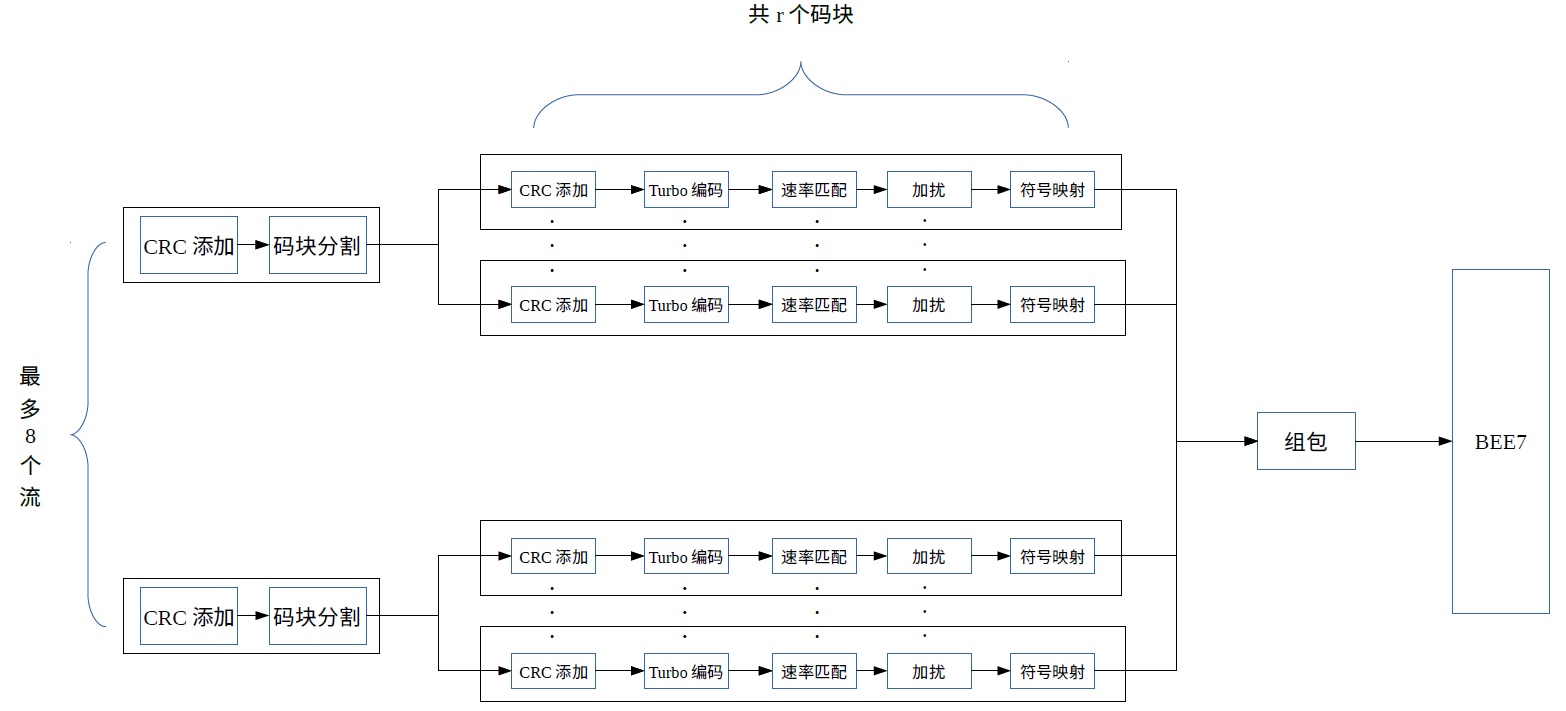 共 r 个码块
CRC 添加
Turbo 编码
速率匹配
加扰
符号映射
CRC 添加
码块分割
CRC 添加
Turbo 编码
速率匹配
加扰
符号映射
最
多
8
个
流
组包
BEE7
CRC 添加
Turbo 编码
速率匹配
加扰
符号映射
CRC 添加
码块分割
CRC 添加
Turbo 编码
速率匹配
加扰
符号映射